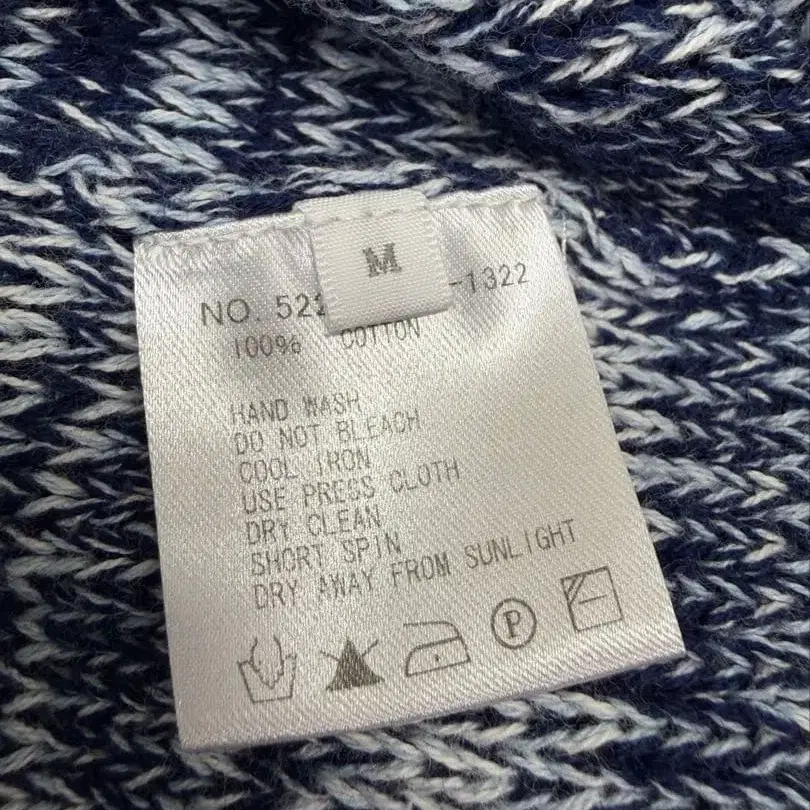 M
NO. 522 -1322
100% COTTON
HAND WASH
DO NOT BLEACH
COOL IRON
USE PRESS CLOTH
DRY CLEAN
SHORT SPIN
DRY AWAY FROM SUNLIGHT
P